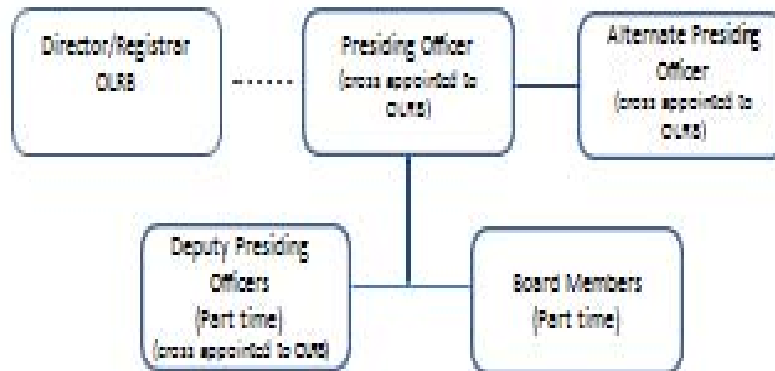 Director/Registrar
OLRB
Presiding Officer
(cross appointed to
OLRB)
Alternate Presiding
Officer
(cross appointed to
OLRB)
Deputy Presiding
Officers
(Part time)
(cross appointed to OLRB)
Board Members
(Part time)